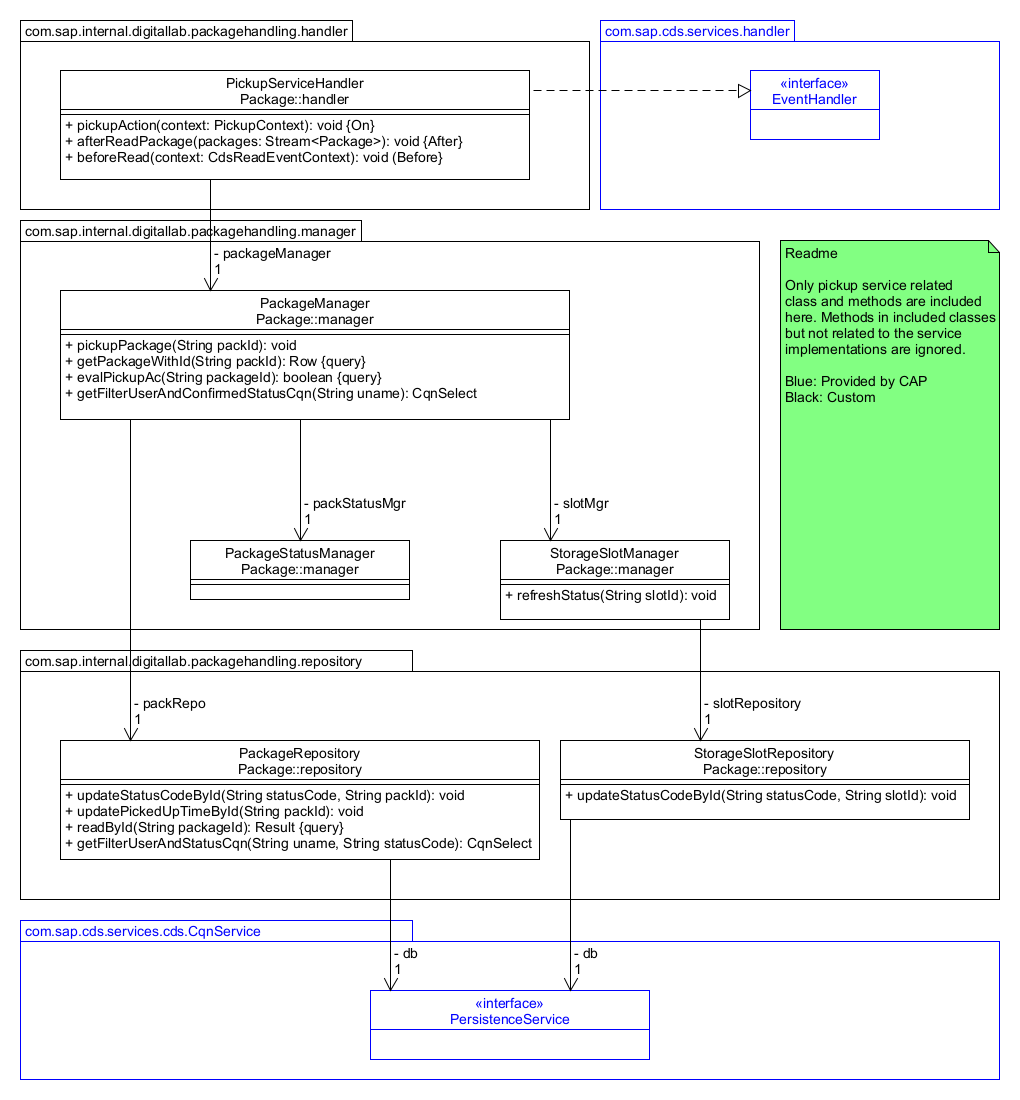 com.sap.internal.digitallab.packagehandling.handler
com.sap.cds.services.handler
PickupServiceHandler
Package::handler
+ pickupAction(context: PickupContext): void {On}
+ afterReadPackage(packages: Stream<Package>): void {After}
+ beforeRead(context: CdsReadEventContext): void (Before}
«interface»
EventHandler
com.sap.internal.digitallab.packagehandling.manager
- packageManager
1
PackageManager
Package::manager
+ pickupPackage(String packId): void
+ getPackageWithId(String packId): Row {query}
+ evalPickupAc(String packageId): boolean {query}
+ getFilterUserAndConfirmedStatusCqn(String uname): CqnSelect
Readme
Only pickup service related
class and methods are included
here. Methods in included classes
but not related to the service
implementations are ignored.
Blue: Provided by CAP
Black: Custom
- packStatusMgr
1
- slotMgr
1
PackageStatusManager
Package::manager
StorageSlotManager
Package::manager
+ refreshStatus(String slotId): void
com.sap.internal.digitallab.packagehandling.repository
- packRepo
1
- slotRepository
1
PackageRepository
Package::repository
+ updateStatusCodeById(String statusCode, String packId): void
+ updatePickedUpTimeById(String packId): void
+ readById(String packageId): Result {query}
+ getFilterUserAndStatusCqn(String uname, String statusCode): CqnSelect
StorageSlotRepository
Package::repository
+ updateStatusCodeById(String statusCode, String slotId): void
com.sap.cds.services.cds.CqnService
- db
1
- db
1
«interface»
PersistenceService